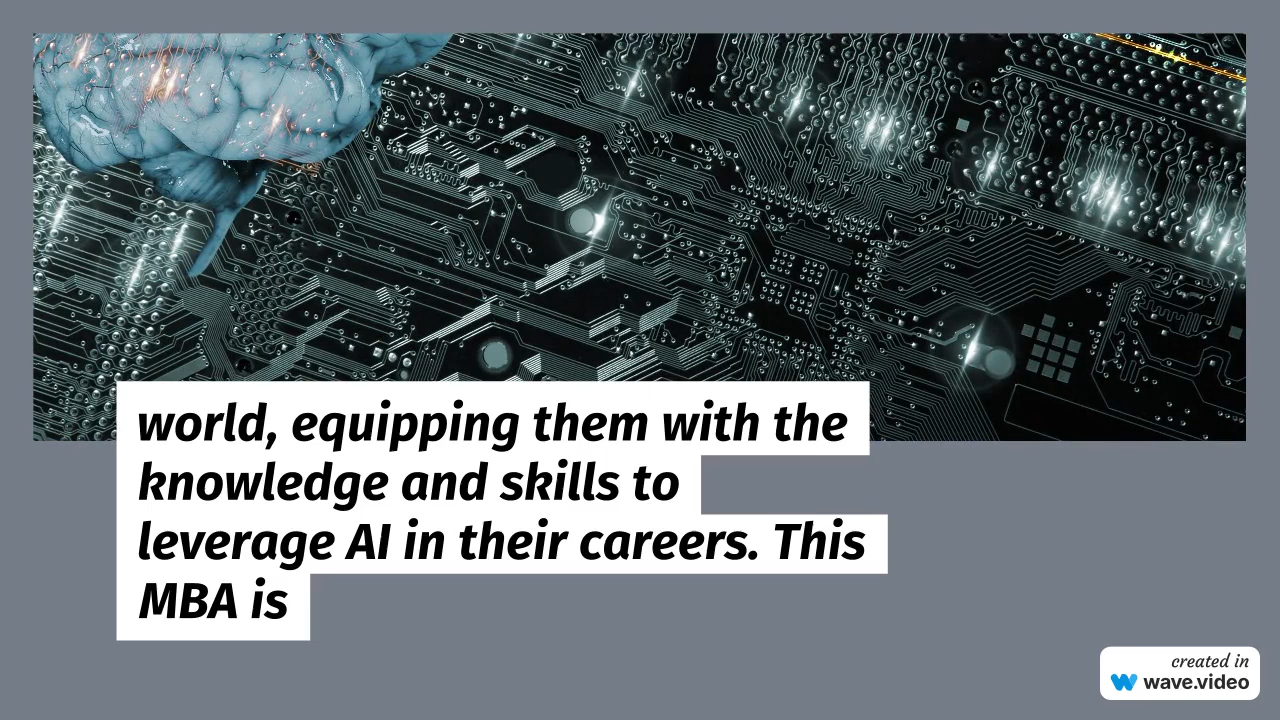 world, equipping them with the
knowledge and skills to
leverage AI in their careers. This
MBA is
created in
wave.video